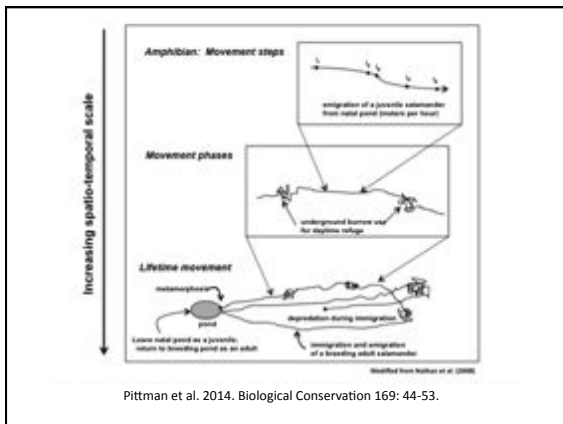 Increasing spatio-temporal scale
Amphibian: Movement steps
emigration of a juvenile salamander
from natal pond (meters per hour)
Movement phases
underground burrow use
for daytime refuge
Lifetime movement
metamorphosis
pond
depredation during immigration
Leave natal pond as a juvenile;
return to breeding pond as an adult
immigration and emigration
of a breeding adult salamander
Modified from Nathan et al. (2008)
Pittman et al. 2014. Biological Conservation 169: 44-53.